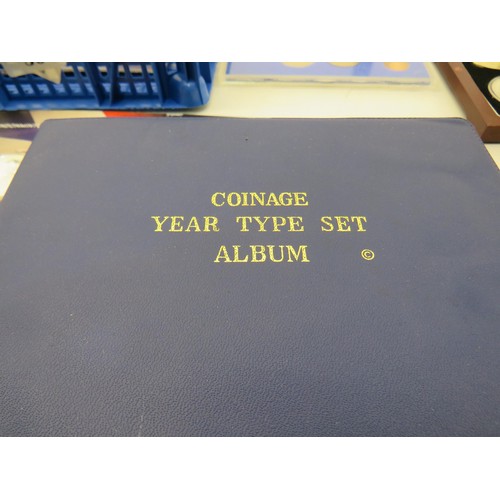 COINAGE
YEAR TYPE SET
ALBUM ©